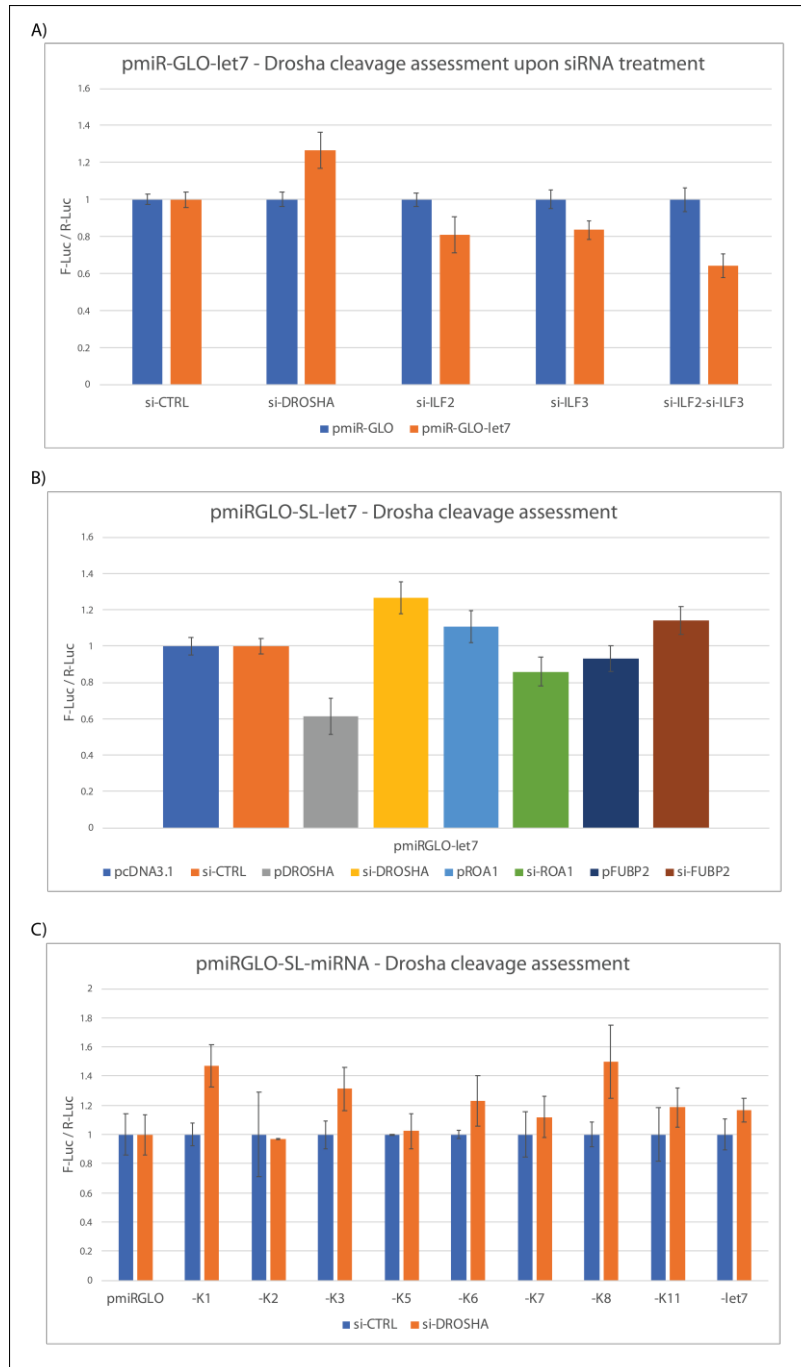 A)
pmiR-GLO-let7 - Drosha cleavage assessment upon siRNA treatment
1.6
1.4
1.2
1
0.8
0.6
0.4
0.2
0
F-Luc / R-Luc
si-CTRL si-DROSHA si-ILF2 si-ILF3 si-ILF2-si-ILF3
pmiR-GLO pmiR-GLO-let7
B)
pmiRGLO-SL-let7 - Drosha cleavage assessment
1.6
1.4
1.2
1
0.8
0.6
0.4
0.2
0
F-Luc / R-Luc
pmiRGLO-let7
pcDNA3.1 si-CTRL pDROSHA si-DROSHA pROA1 si-ROA1 pFUBP2 si-FUBP2
C)
pmiRGLO-SL-miRNA - Drosha cleavage assessment
2
1.8
1.6
1.4
1.2
1
0.8
0.6
0.4
0.2
0
F-Luc / R-Luc
pmiRGLO -K1 -K2 -K3 -K5 -K6 -K7 -K8 -K11 -let7
si-CTRL si-DROSHA